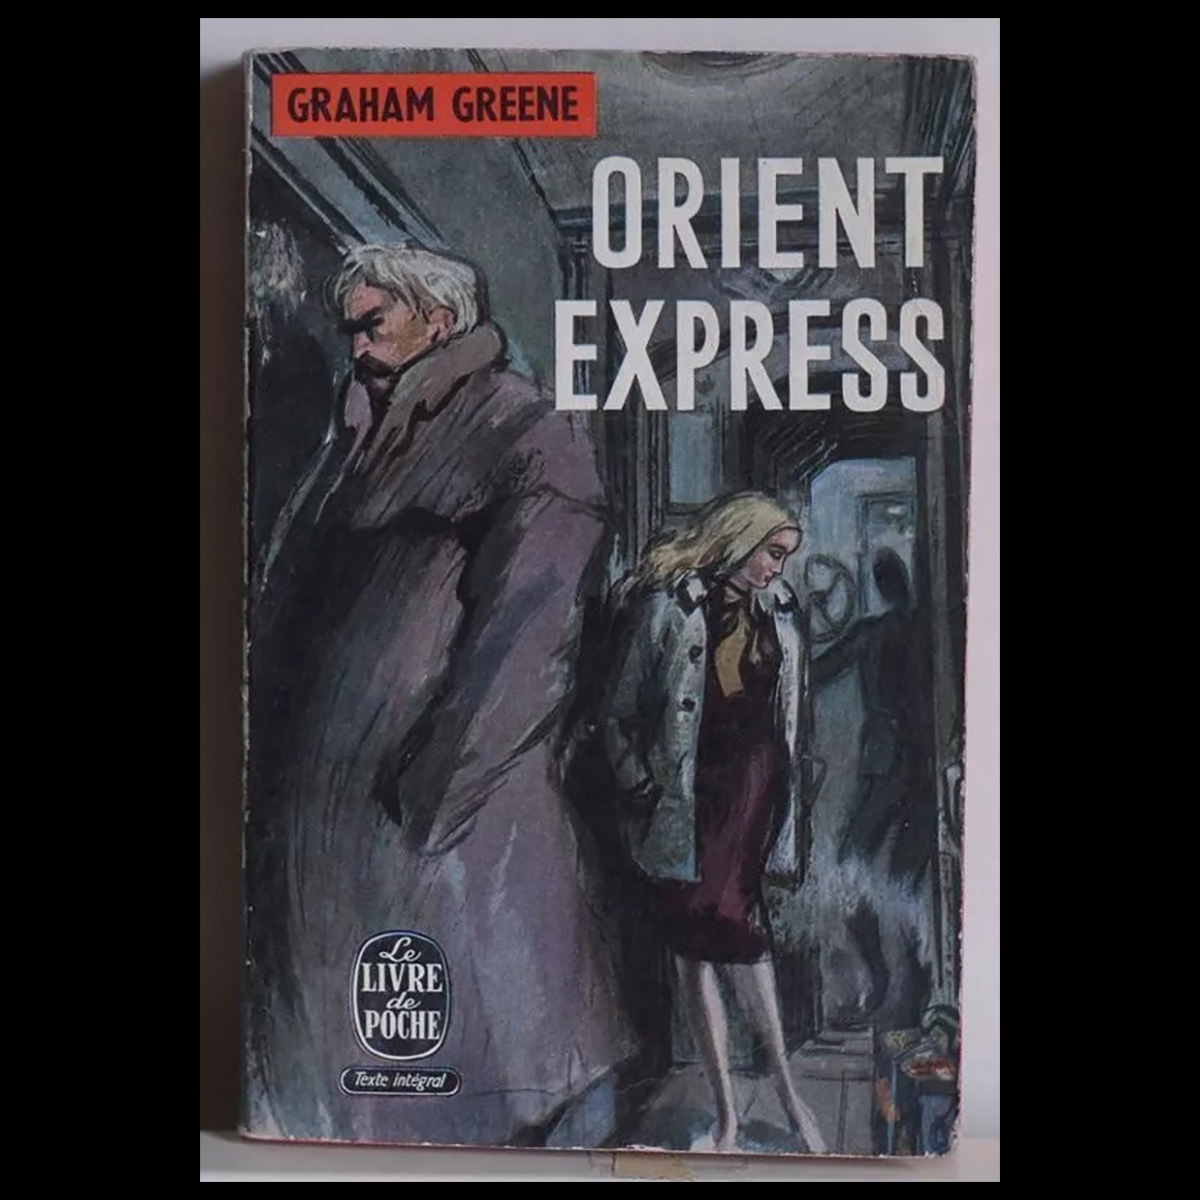 GRAHAM GREENE
ORIENT
EXPRESS
Le
LIVRE
de
POCHE
Texte intégral